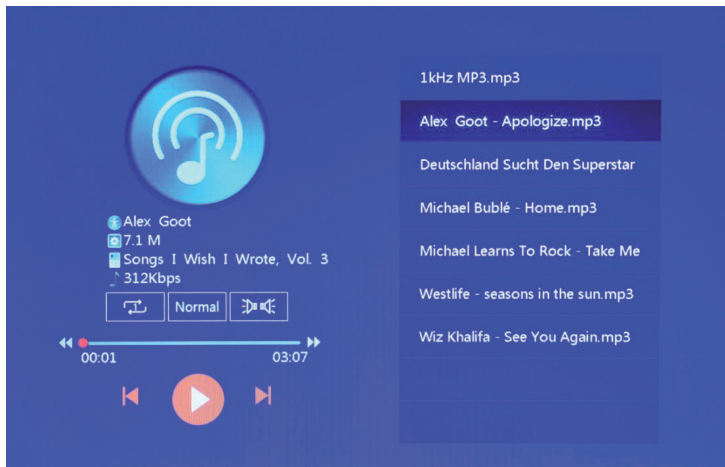 Alex Goot
7.1 M
Songs I Wish I Wrote, Vol. 3
312Kbps
Normal
00:01
03:07
1kHz MP3.mp3
Alex Goot - Apologize.mp3
Deutschland Sucht Den Superstar
Michael Bublé - Home.mp3
Michael Learns To Rock - Take Me
Westlife - seasons in the sun.mp3
Wiz Khalifa - See You Again.mp3